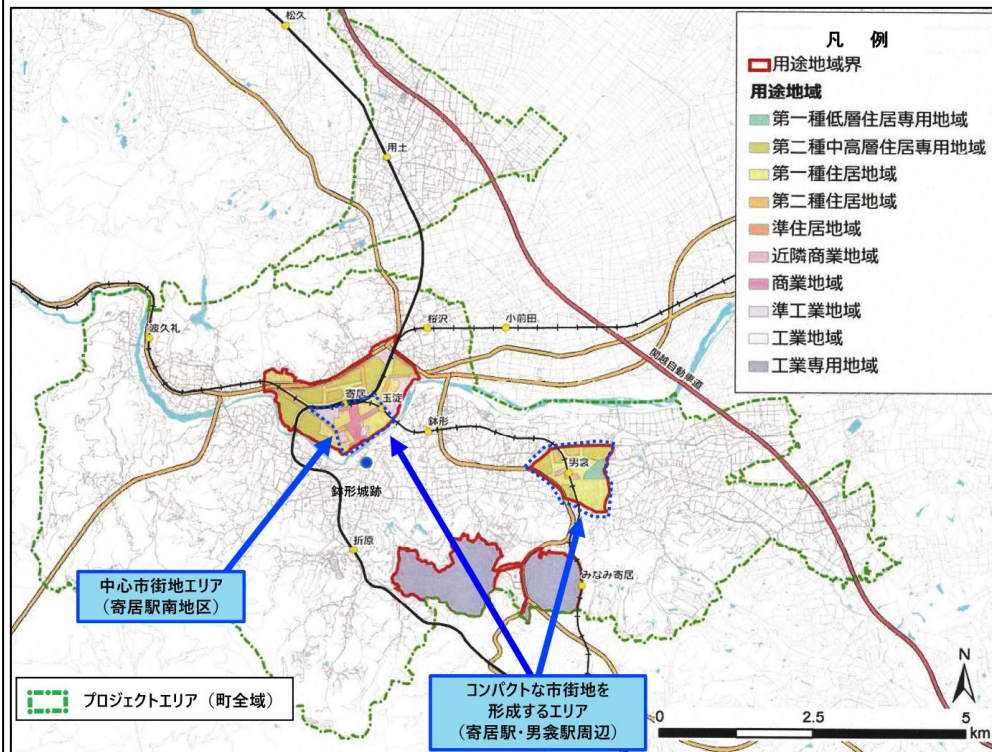 松久
凡 例
用途地域界
用途地域
第一種低層住居専用地域
第二種中高層住居専用地域
第一種住居地域
第二種住居地域
準住居地域
近隣商業地域
商業地域
準工業地域
工業地域
工業専用地域
用土
波久礼
桜沢
小前田
関越自動車道
寄居
玉淀
鉢形
男衾
鉢形城跡
折原
みなみ寄居
中心市街地エリア
(寄居駅南地区)
コンパクトな市街地を
形成するエリア
(寄居駅・男衾駅周辺)
プロジェクトエリア（町全域）
N
0 2.5 5
km